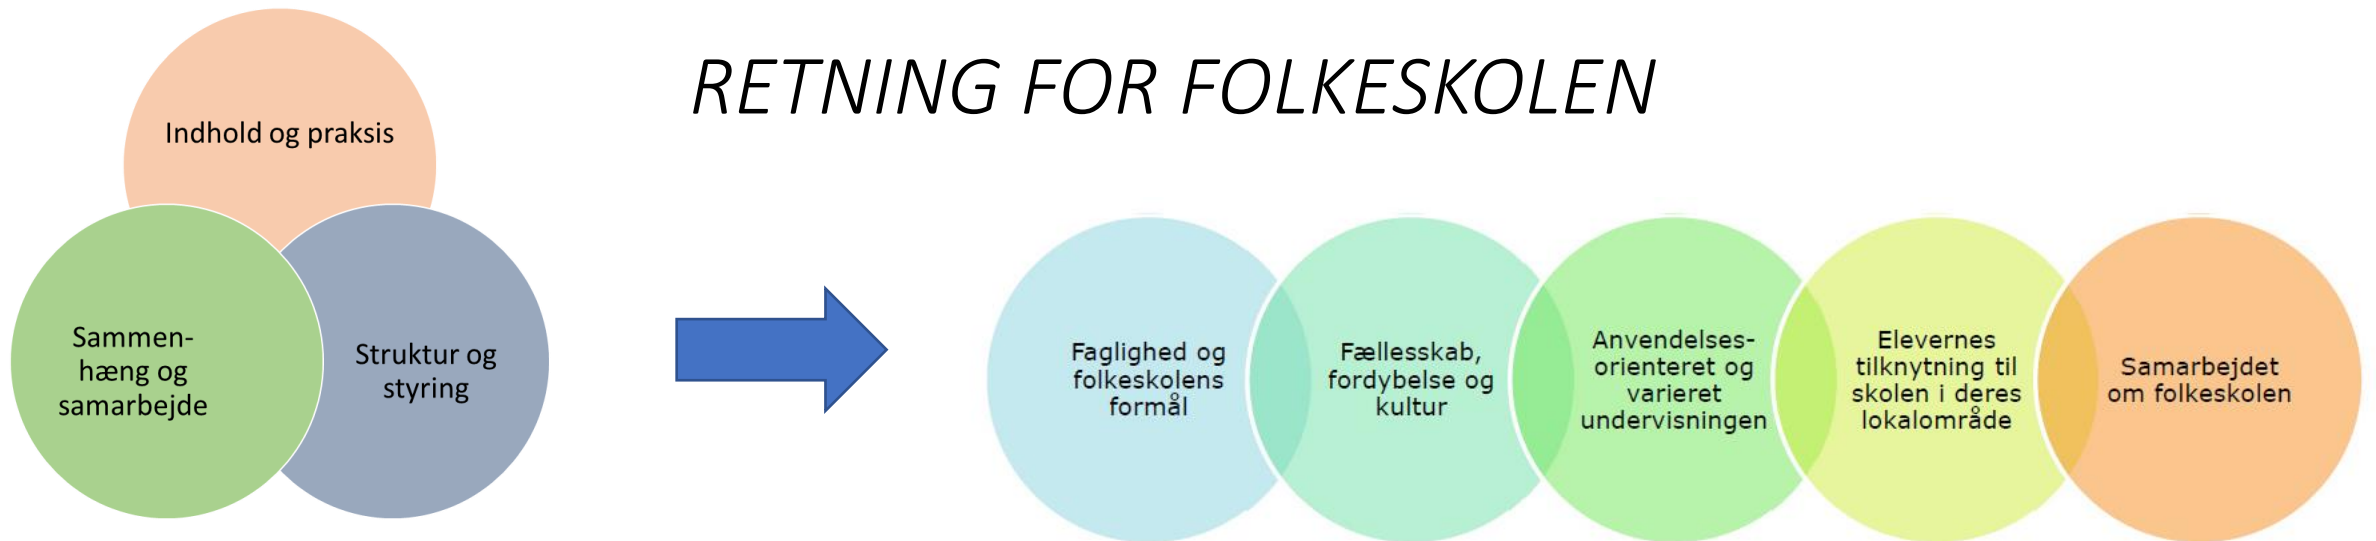 RETNING FOR FOLKESKOLEN
Indhold og praksis
Sammen-
hæng og
samarbejde
Struktur og
styring
Faglighed og
folkeskolens
formål
Fællesskab,
fordybelse og
kultur
Anvendelses-
orienteret og
varieret
undervisningen
Elevernes
tilknytning til
skolen i deres
lokalområde
Samarbejdet
om folkeskolen